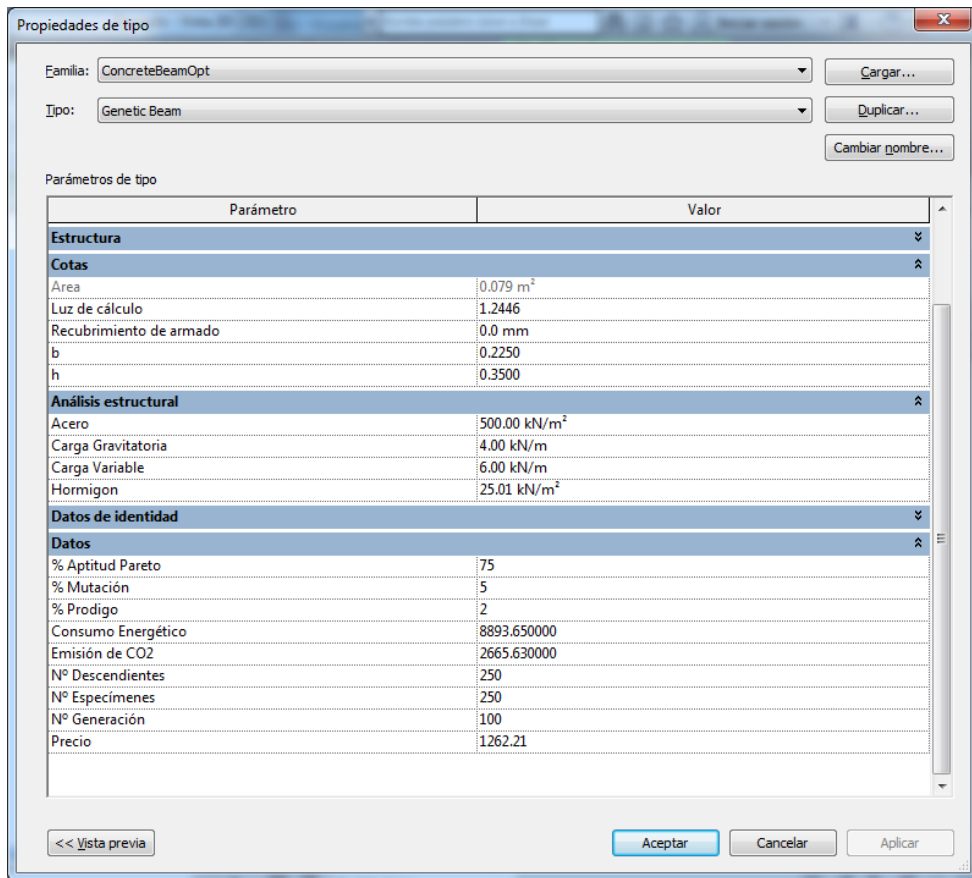 Propiedades de tipo
Familia: ConcreteBeamOpt Cargar...
Tipo: Genetic Beam Duplicar...
Cambiar nombre...
Parámetros de tipo
Parámetro Valor
Estructura
Cotas
Area 0.079 m²
Luz de cálculo 1.2446
Recubrimiento de armado 0.0 mm
b 0.2250
h 0.3500
Análisis estructural
Acero 500.00 kN/m²
Carga Gravitatoria 4.00 kN/m
Carga Variable 6.00 kN/m
Hormigon 25.01 kN/m²
Datos de identidad
Datos
% Aptitud Pareto 75
% Mutación 5
% Prodigo 2
Consumo Energético 8893.650000
Emisión de CO2 2665.630000
Nº Descendientes 250
Nº Especímenes 250
Nº Generación 100
Precio 1262.21
<< Vista previa Aceptar Cancelar Aplicar